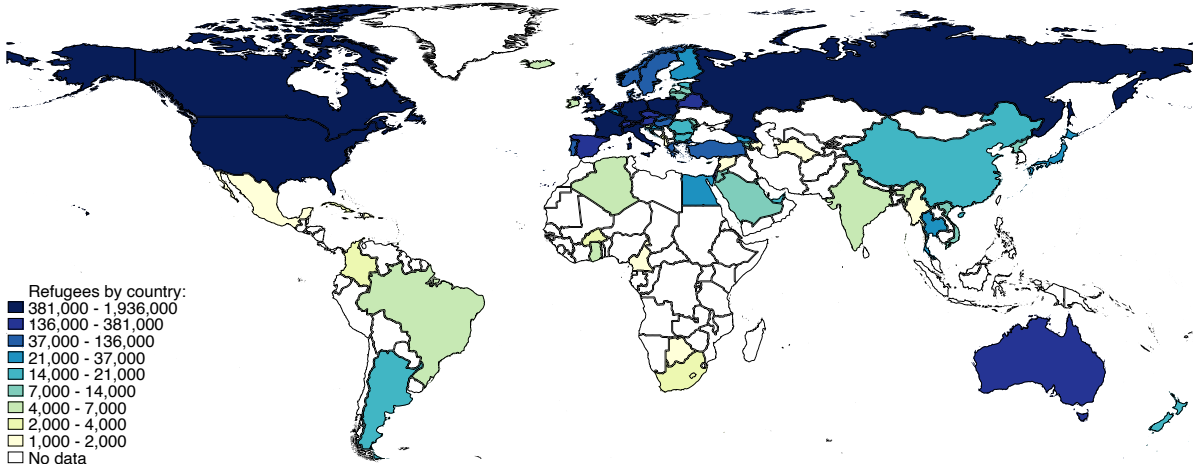 Refugees by country:
381,000 - 1,936,000
136,000 - 381,000
37,000 - 136,000
21,000 - 37,000
14,000 - 21,000
7,000 - 14,000
4,000 - 7,000
2,000 - 4,000
1,000 - 2,000
No data